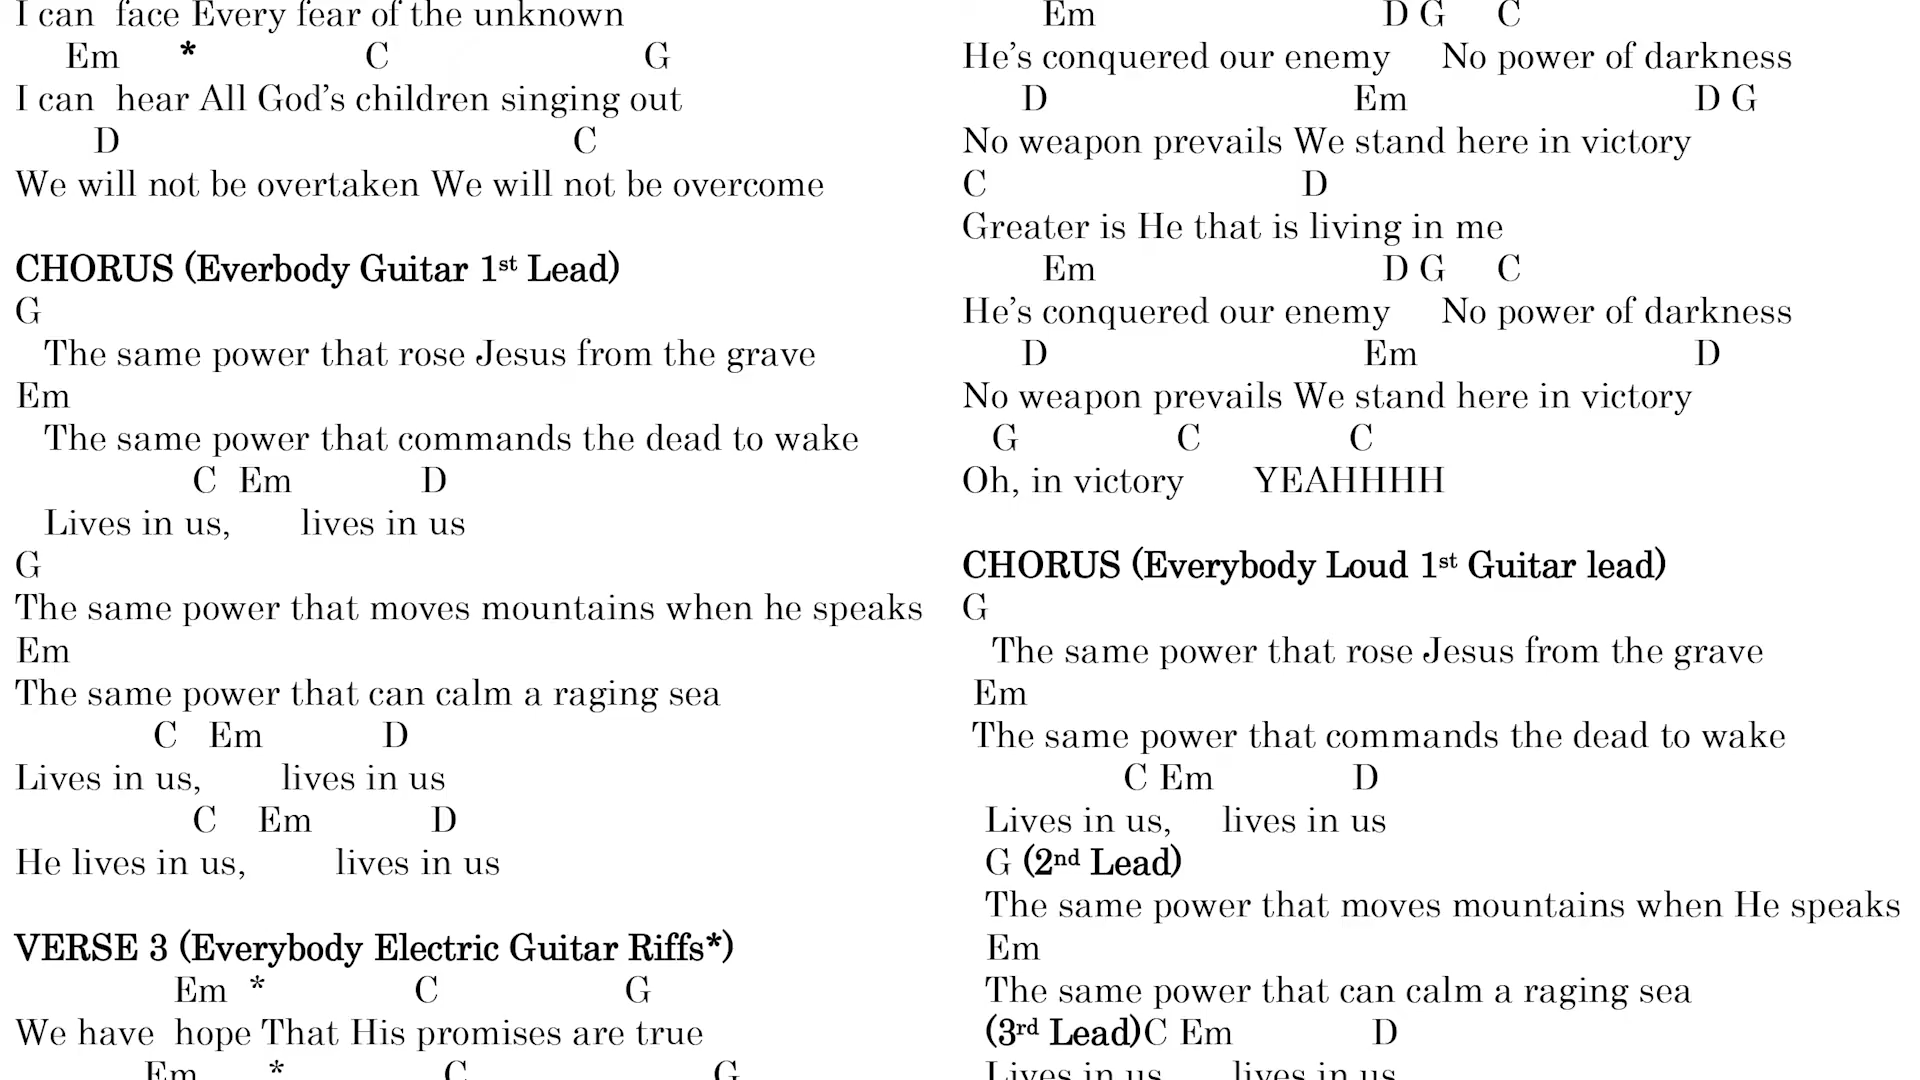 I can  face Every fear of the unknown
Em * C G
I can  hear All God’s children singing out
D C
We will not be overtaken We will not be overcome
CHORUS (Everbody Guitar 1st Lead)
G
The same power that rose Jesus from the grave
Em
The same power that commands the dead to wake
C Em D
Lives in us, lives in us
G
The same power that moves mountains when he speaks
Em
The same power that can calm a raging sea
C Em D
Lives in us, lives in us
C Em D
He lives in us, lives in us
VERSE 3 (Everybody Electric Guitar Riffs*)
Em * C G
We have  hope That His promises are true
Em * C G
Em D G C
He’s conquered our enemy No power of darkness
D Em D G
No weapon prevails We stand here in victory
C D
Greater is He that is living in me
Em D G C
He’s conquered our enemy No power of darkness
D Em D
No weapon prevails We stand here in victory
G C C
Oh, in victory YEAHHHH
CHORUS (Everybody Loud 1st Guitar lead)
G
The same power that rose Jesus from the grave
Em
The same power that commands the dead to wake
C Em D
Lives in us, lives in us
G (2nd Lead)
The same power that moves mountains when He speaks
Em
The same power that can calm a raging sea
(3rd Lead)C Em D
Lives in us, lives in us